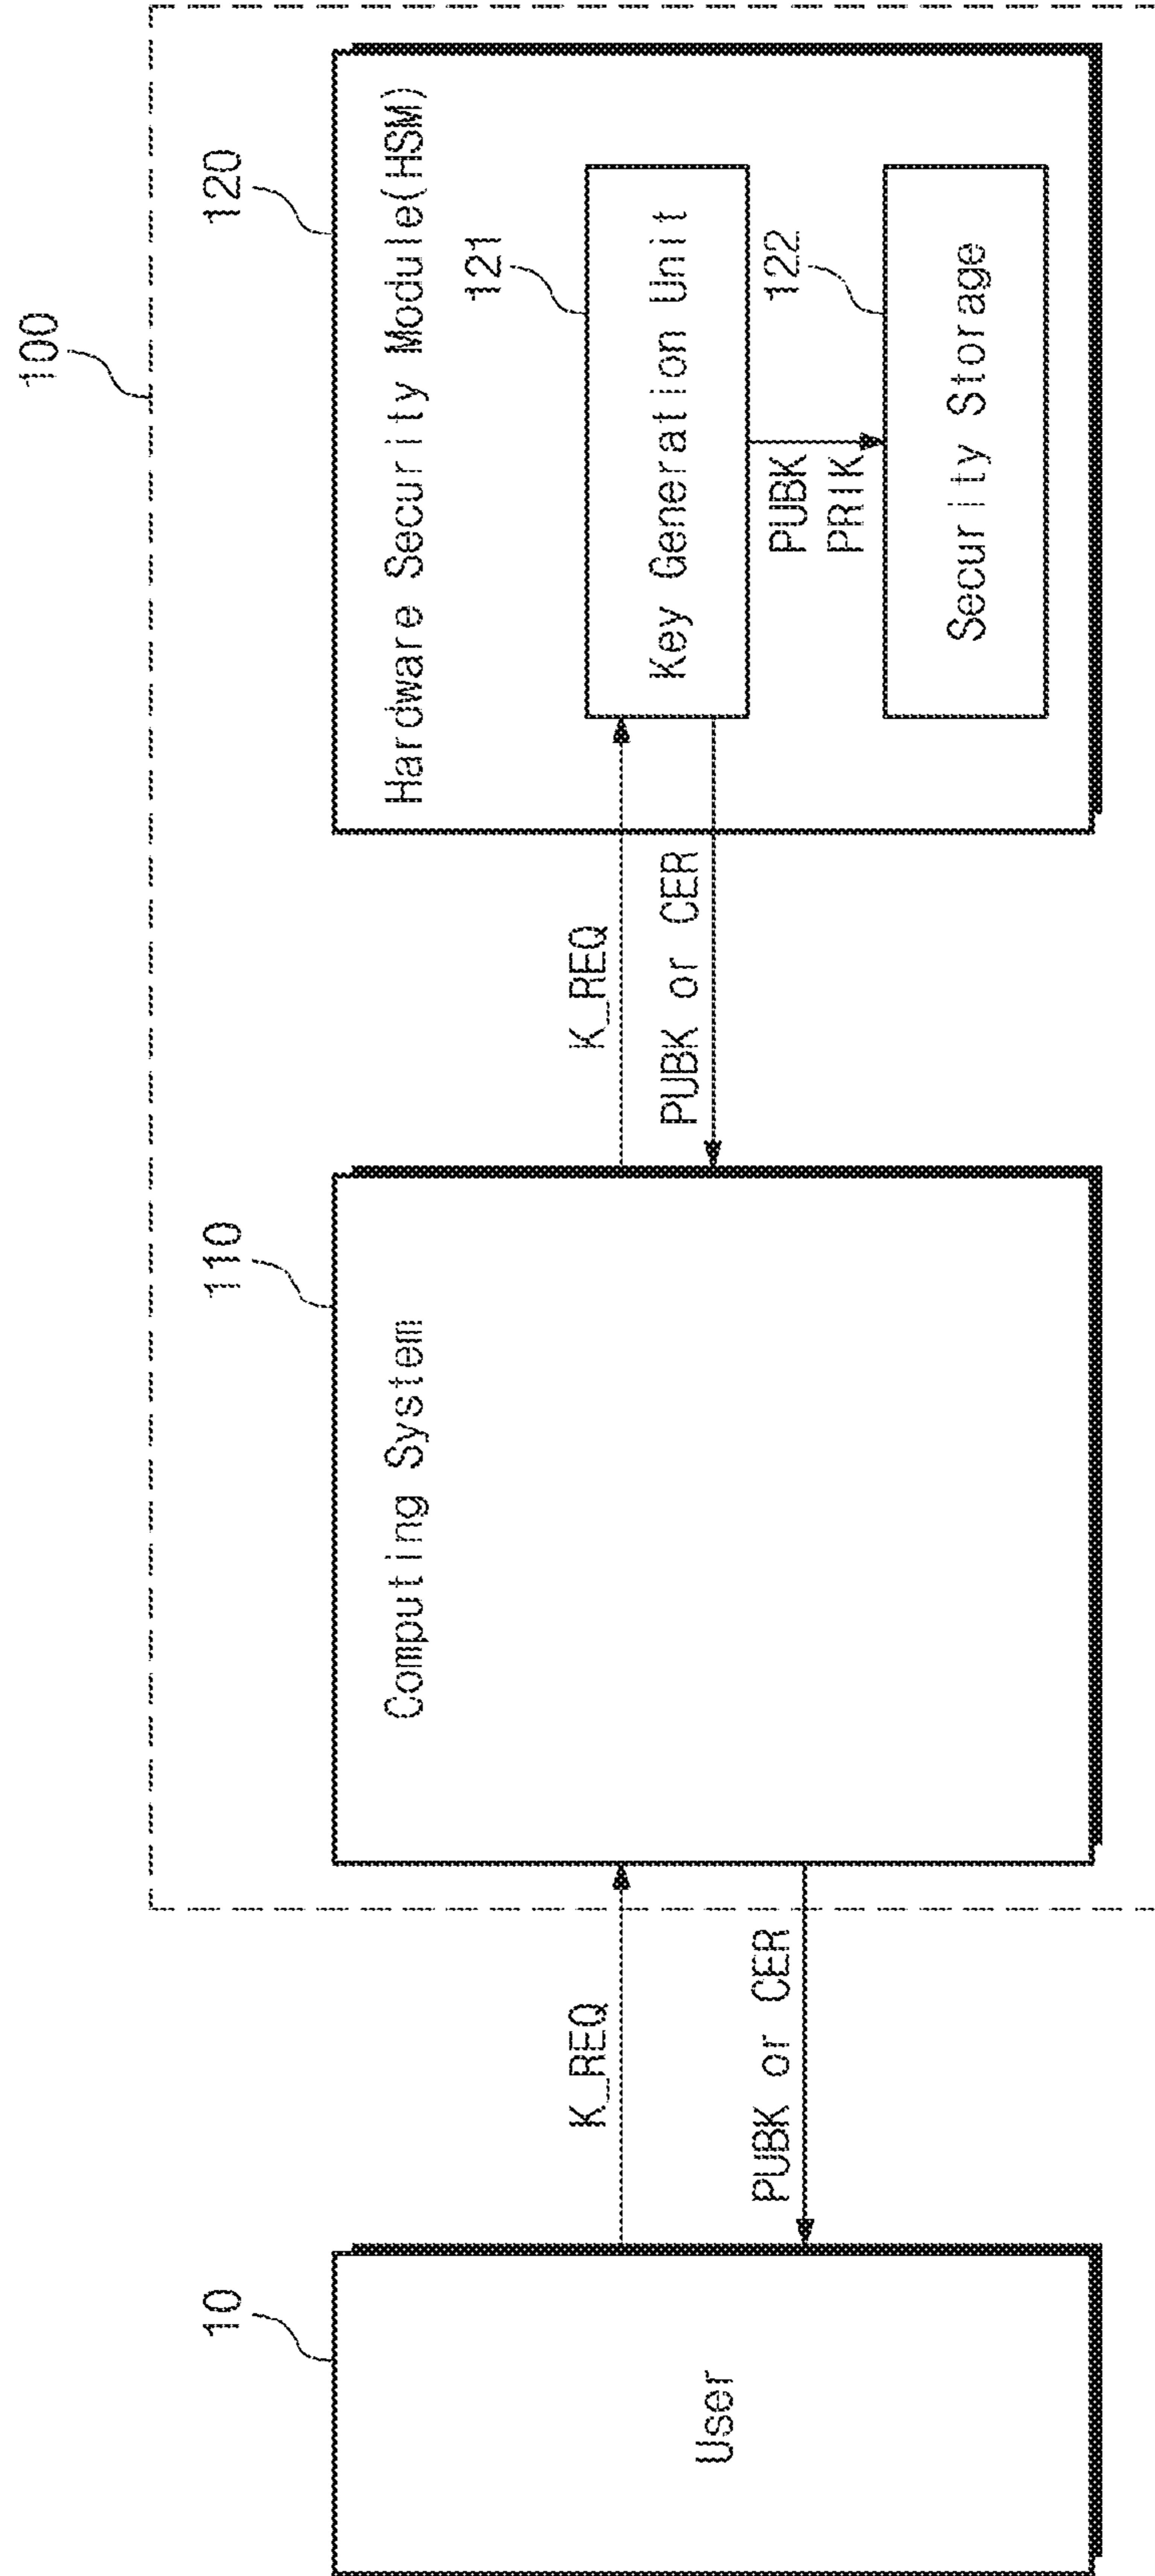 100
10
User
K_REQ
PUBK or CER
110
Computing System
K_REQ
PUBK or CER
120
Hardware Security Module(HSM)
121
Key Generation Unit
PUBK
PRIK
122
Security Storage